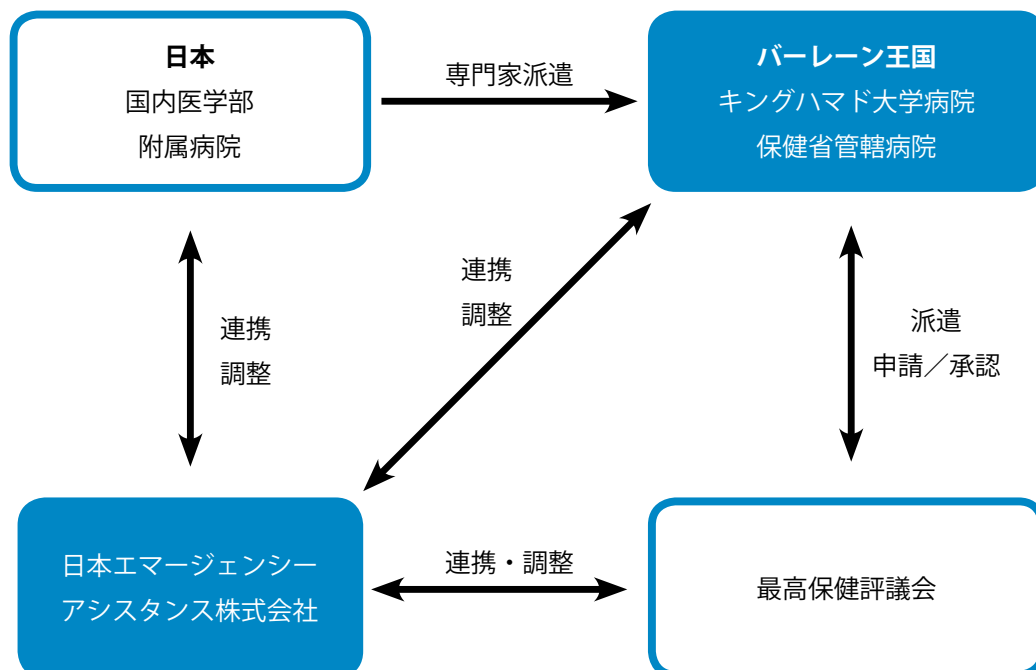 日本
国内医学部
附属病院
専門家派遣
バーレーン王国
キングハマド大学病院
保健省管轄病院
連携
調整
連携
調整
派遣
申請／承認
日本エマージェンシー
アシスタンス株式会社
連携・調整
最高保健評議会